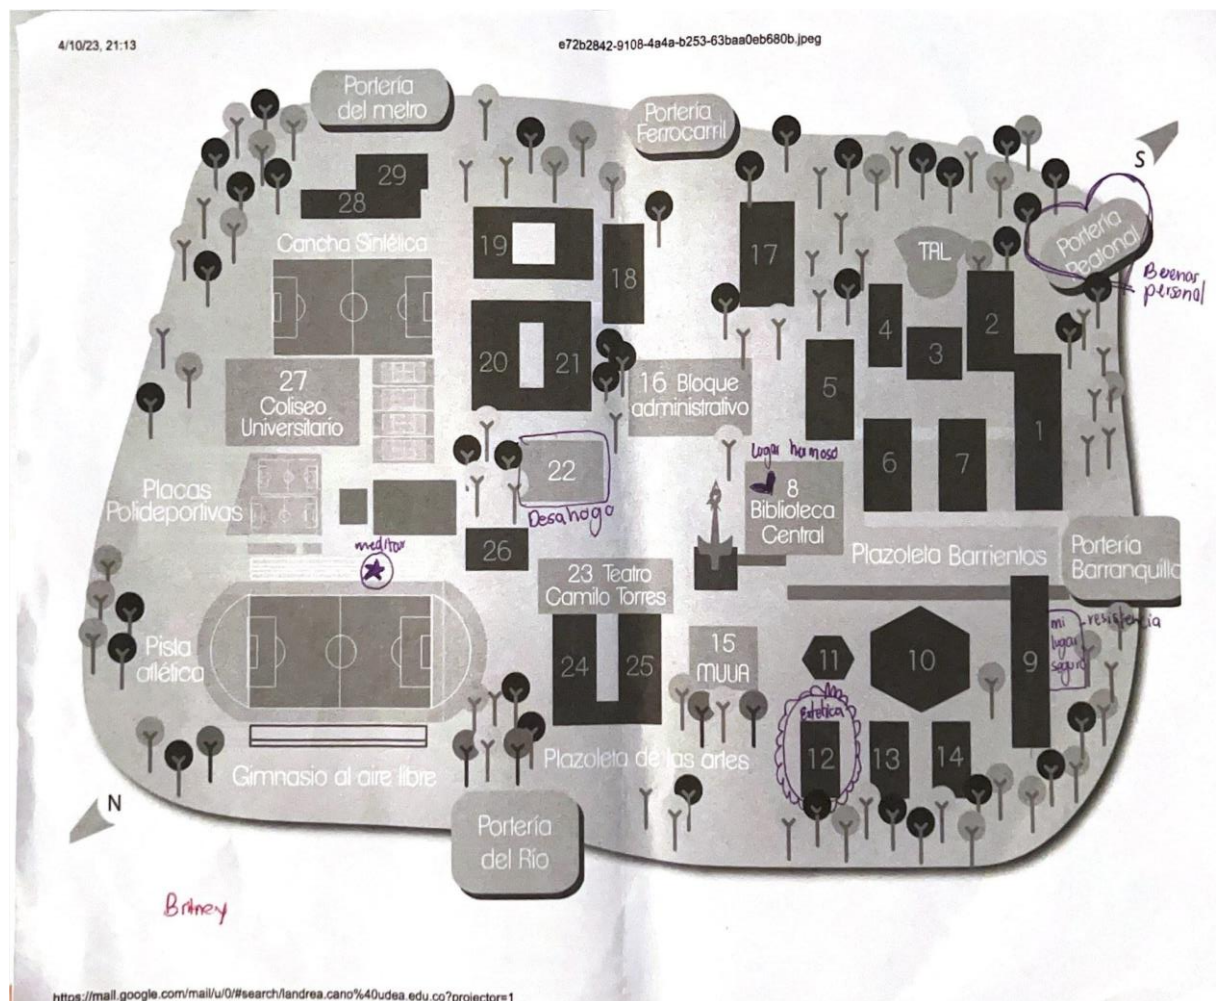 4/10/23, 21:13
e72b2842-9108-4a4a-b253-63baa0eb680b.jpeg
Portería
del metro
Portería
Ferrocarril
S
29
28
Cancha Sintética
19
18
17
TAL
Portería
Peatonal
Buenas
personal
4
3
2
20
21
27
Coliseo
Universitario
16 Bloque
administrativo
5
1
6
7
22
Desahogo
Lugar hermoso
8
Biblioteca
Central
Placas
Polideportivas
meditar
26
23 Teatro
Camilo Torres
Plazoleta Barrientos
Portería
Barranquilla
Pista
atlética
24
25
15
MUUA
11
10
9
mi
lugar
seguro
- resistencia
Estética
12
13
14
Gimnasio al aire libre
Plazoleta de las artes
N
Portería
del Río
Britney
https://mail.google.com/mail/u/0/#search/landrea.cano%40udea.edu.co?projector=1